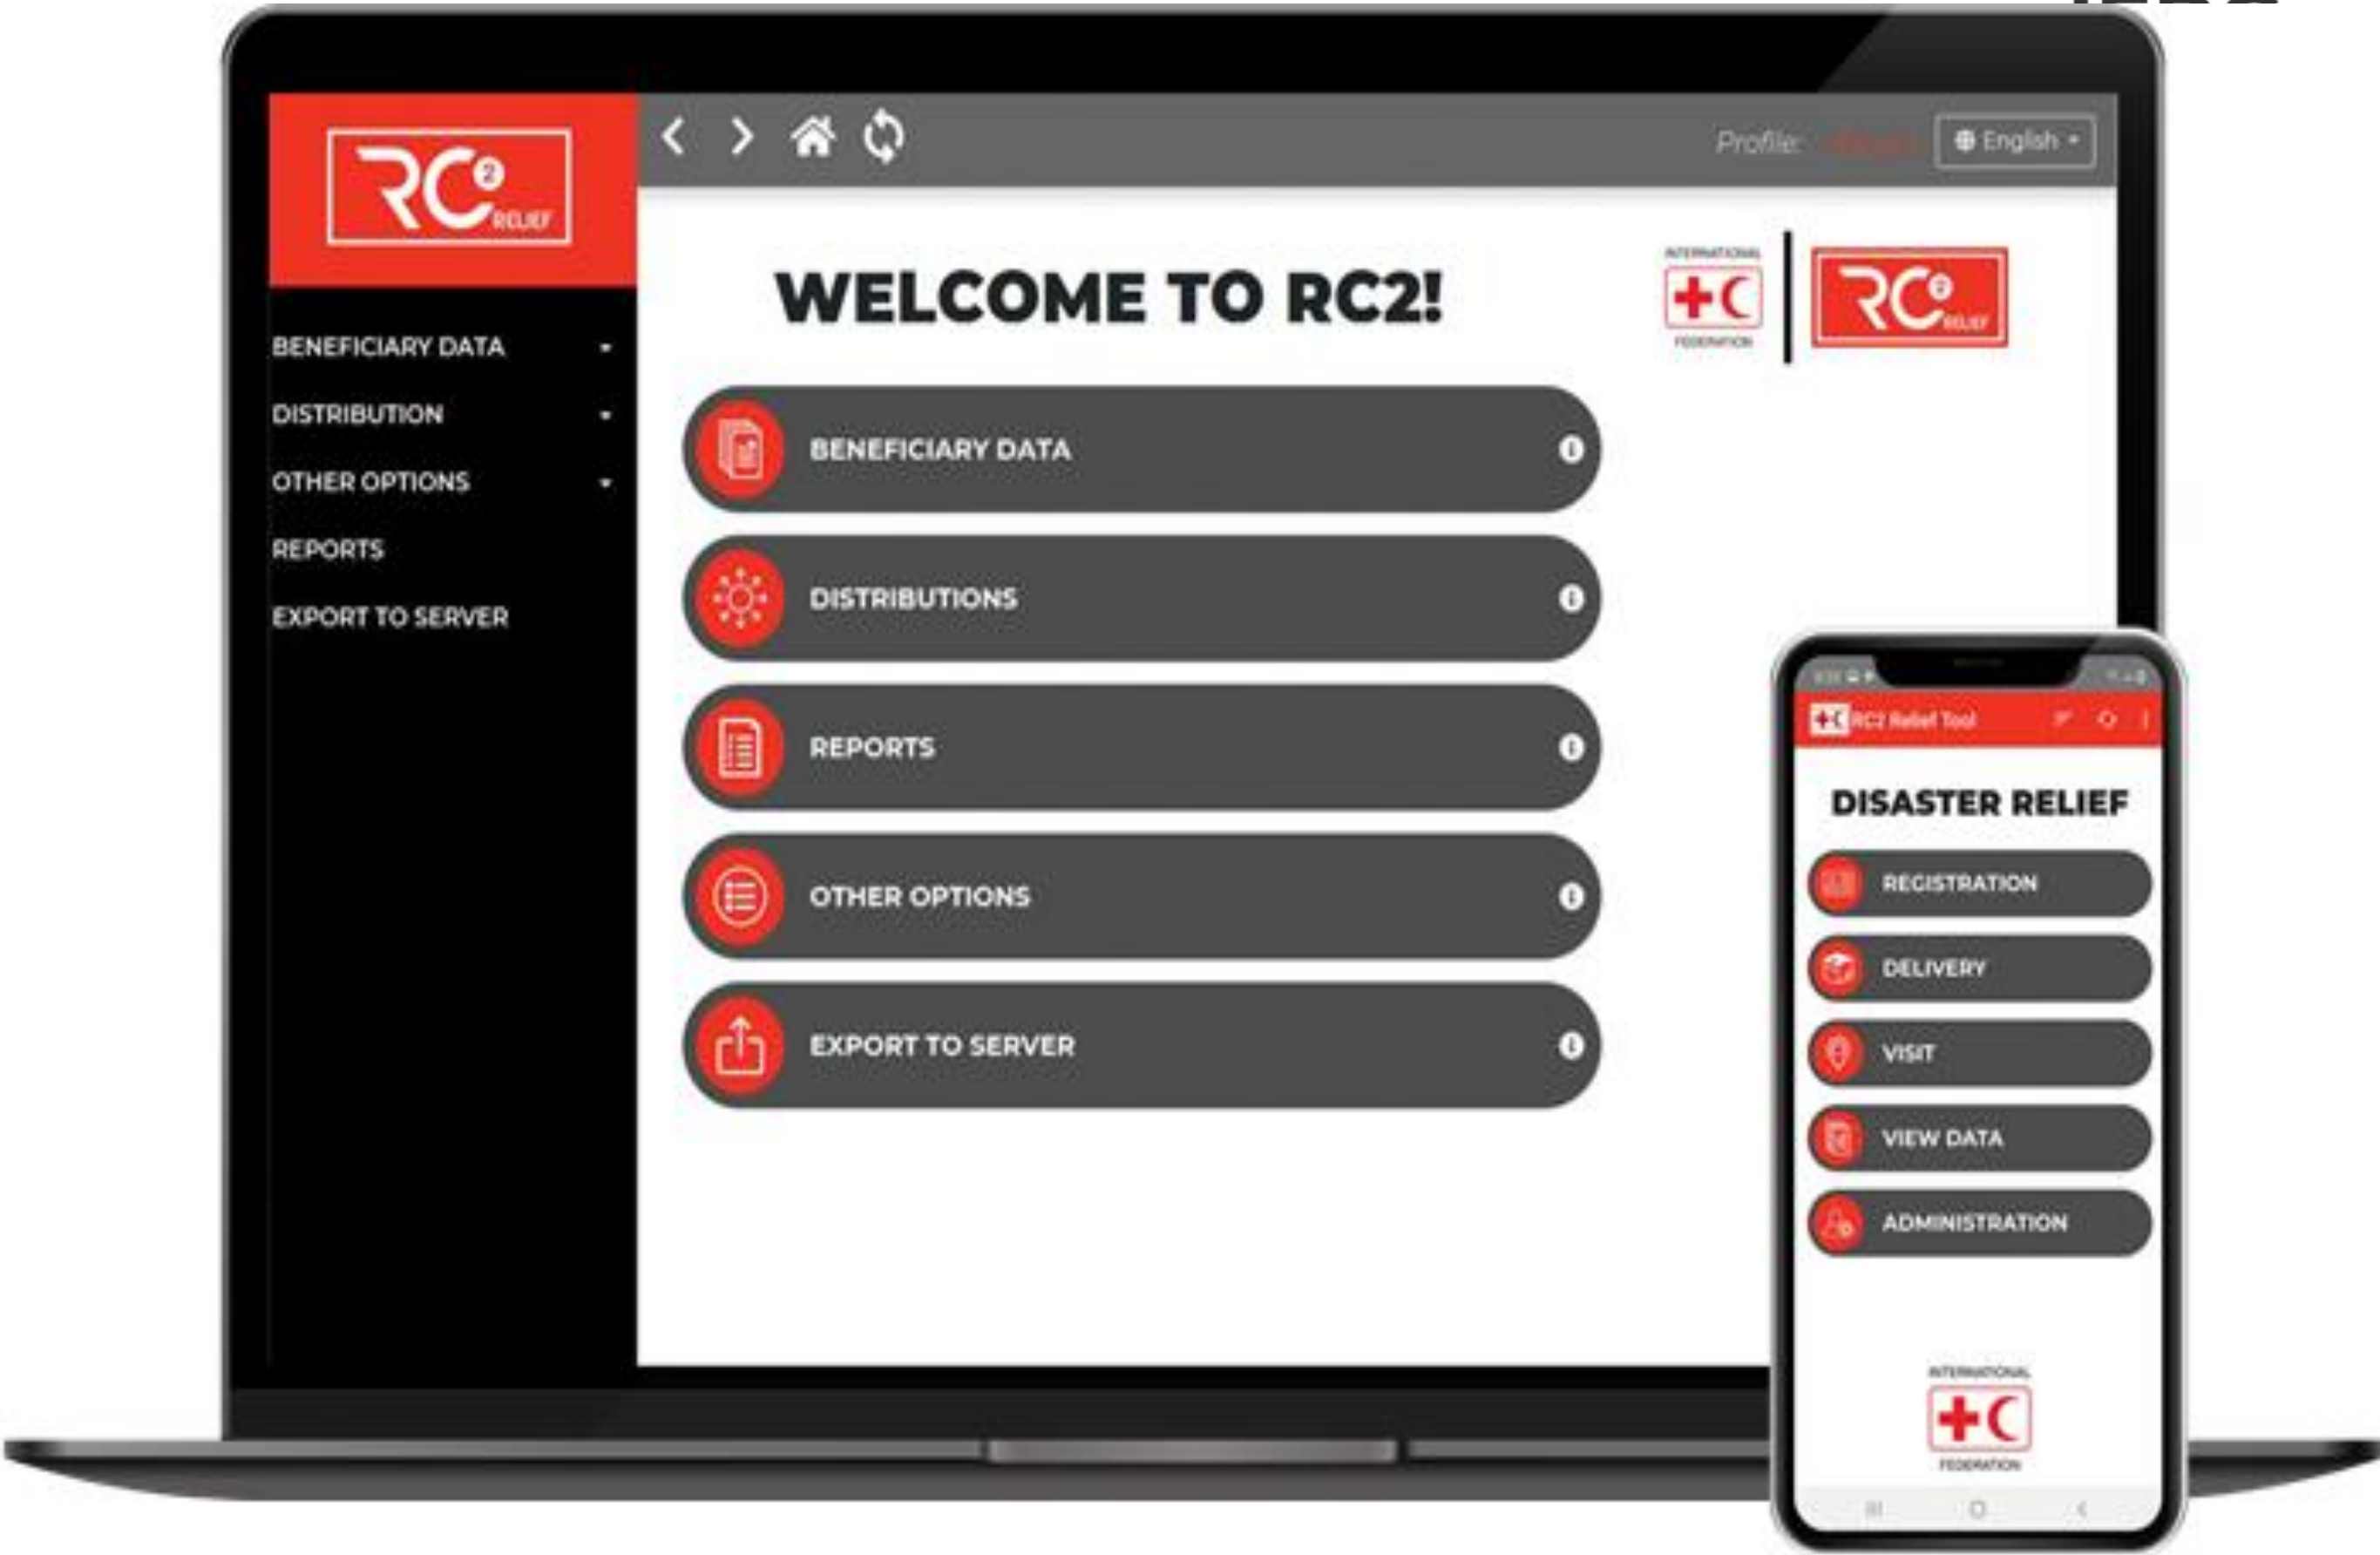 RC2
RELIEF
Profile:
English
WELCOME TO RC2!
INTERNATIONAL
FEDERATION
RC2
RELIEF
BENEFICIARY DATA
DISTRIBUTION
OTHER OPTIONS
REPORTS
EXPORT TO SERVER
BENEFICIARY DATA
DISTRIBUTIONS
REPORTS
OTHER OPTIONS
EXPORT TO SERVER
RC2 Relief Tool
DISASTER RELIEF
REGISTRATION
DELIVERY
VISIT
VIEW DATA
ADMINISTRATION
INTERNATIONAL
FEDERATION